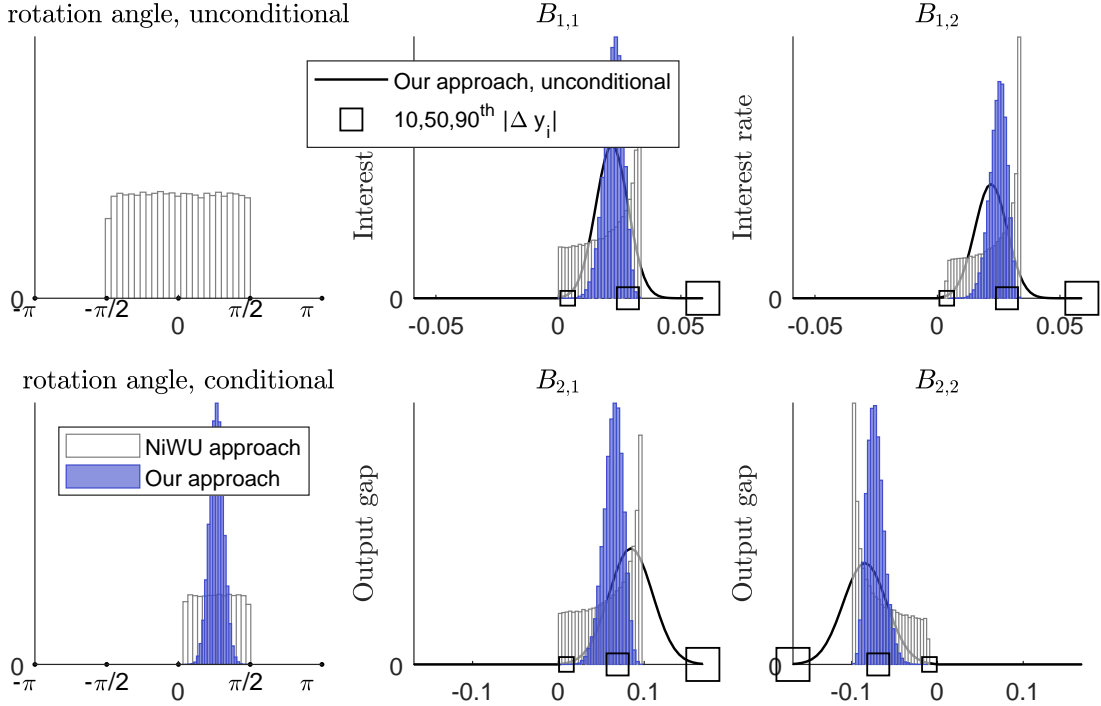 rotation angle, unconditional
B1,1
B1,2
Our approach, unconditional
10,50,90th |Δ yi|
Interest
Interest rate
0
-π
-π/2
0
π/2
π
0
-0.05
0
0.05
0
-0.05
0
0.05
rotation angle, conditional
B2,1
B2,2
NiWU approach
Our approach
Output gap
Output gap
0
-π
-π/2
0
π/2
π
0
-0.1
0
0.1
0
-0.1
0
0.1